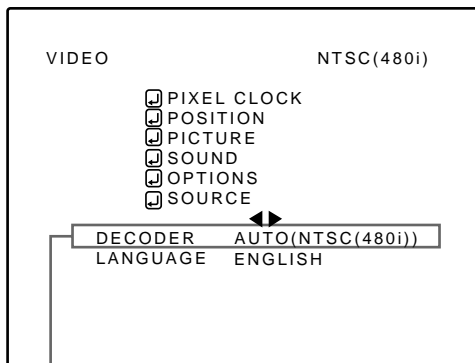 VIDEO NTSC(480i)
PIXEL CLOCK
POSITION
PICTURE
SOUND
OPTIONS
SOURCE
DECODER AUTO(NTSC(480i))
LANGUAGE ENGLISH